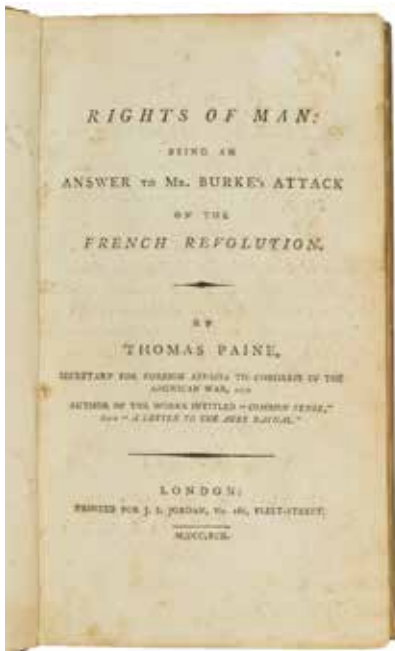 RIGHTS OF MAN:
BEING AN
ANSWER TO MR. BURKE'S ATTACK
ON THE
FRENCH REVOLUTION.
BY
THOMAS PAINE,
SECRETARY FOR FOREIGN AFFAIRS TO CONGRESS IN THE
AMERICAN WAR, AND
AUTHOR OF THE WORKS INTITLED "COMMON SENSE,"
AND "A LETTER TO THE ABBE RAYNAL."
LONDON:
PRINTED FOR J. S. JORDAN, No. 166, FLEET-STREET.